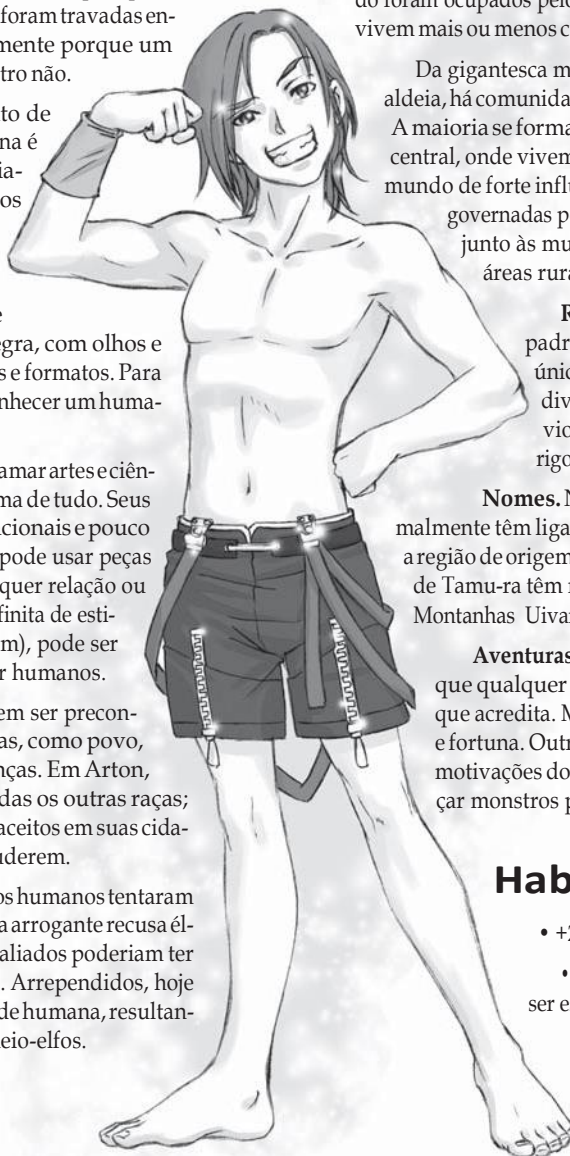 foram travadas en-
mente porque um
tro não.
to de
na é
ia-
os
e
egra, com olhos e
s e formatos. Para
nhecer um huma-
amar artes e ciên-
ma de tudo. Seus
cionais e pouco
pode usar peças
quer relação ou
finita de esti-
m), pode ser
r humanos.
em ser precon-
as, como povo,
nças. Em Arton,
das os outras raças;
aceitos em suas cida-
uderem.
os humanos tentaram
a arrogante recusa él-
aliados poderiam ter
. Arrependidos, hoje
de humana, resultan-
eio-elfos.
do foram ocupados pelo
vivem mais ou menos c
Da gigantesca m
aldeia, há comunida
A maioria se forma
central, onde vivem
mundo de forte influ
governadas p
junto às mu
áreas rura
R
padr
únic
div
vio
rigo
Nomes. N
malmente têm liga
a região de origem
de Tamu-ra têm n
Montanhas Uivar
Aventuras
que qualquer
que acredita. M
e fortuna. Outr
motivações do
çar monstros p
Hab
• +2
•
ser e